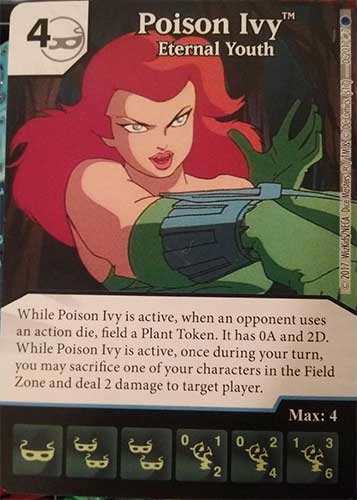 4
Poison Ivy™
Eternal Youth
While Poison Ivy is active, when an opponent uses
an action die, field a Plant Token. It has 0A and 2D.
While Poison Ivy is active, once during your turn,
you may sacrifice one of your characters in the Field
Zone and deal 2 damage to target player.
Max: 4
0 1 2
0 2 4
1 3 6